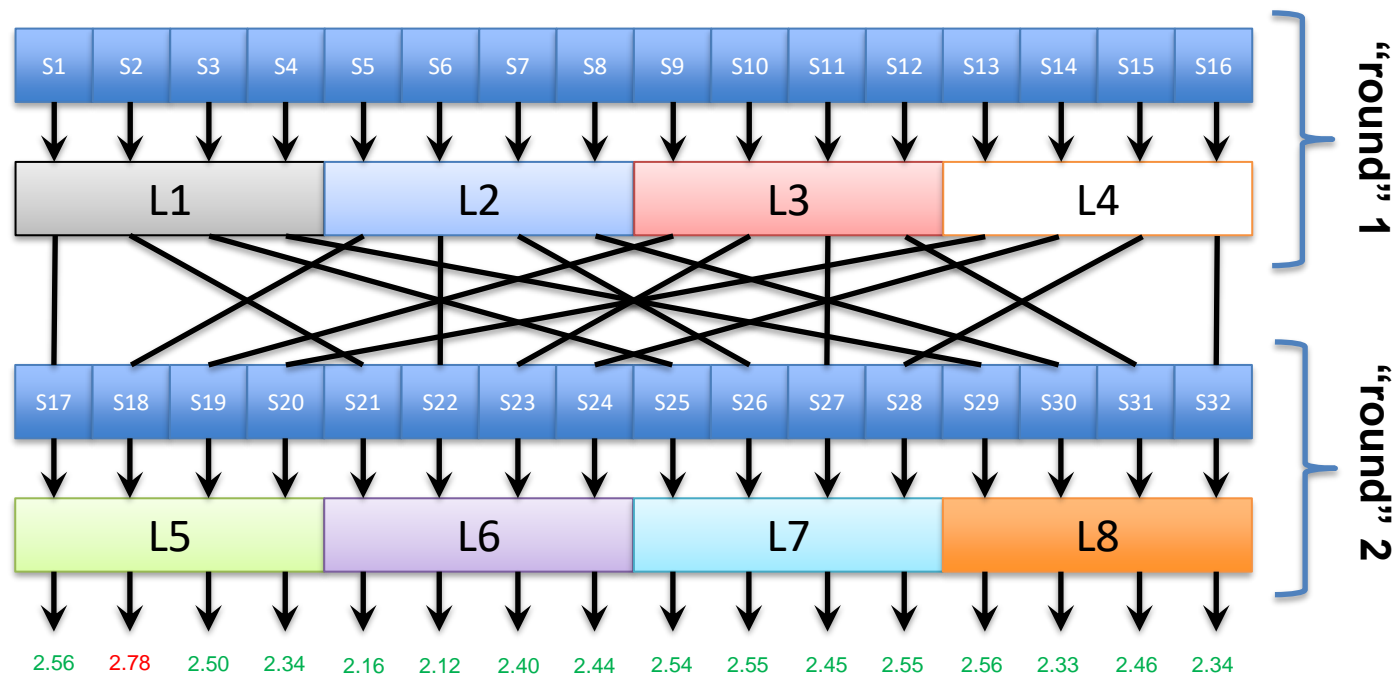 S1 S2 S3 S4 S5 S6 S7 S8 S9 S10 S11 S12 S13 S14 S15 S16
L1 L2 L3 L4
“round” 1
S17 S18 S19 S20 S21 S22 S23 S24 S25 S26 S27 S28 S29 S30 S31 S32
L5 L6 L7 L8
“round” 2
2.56 2.78 2.50 2.34 2.16 2.12 2.40 2.44 2.54 2.55 2.45 2.55 2.56 2.33 2.46 2.34